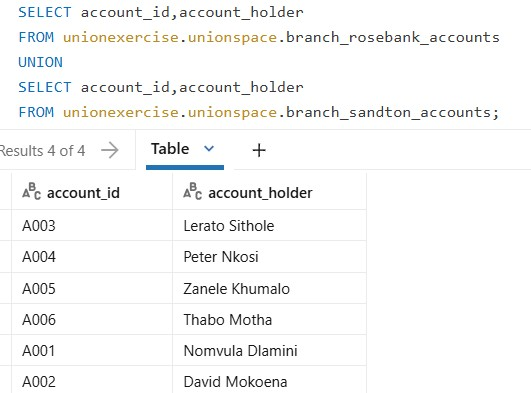 SELECT account_id,account_holder
FROM unionexercise.unionspace.branch_rosebank_accounts
UNION
SELECT account_id,account_holder
FROM unionexercise.unionspace.branch_sandton_accounts;
Results 4 of 4 → Table +
ABC account_id ABC account_holder
A003 Lerato Sithole
A004 Peter Nkosi
A005 Zanele Khumalo
A006 Thabo Motha
A001 Nomvula Dlamini
A002 David Mokoena